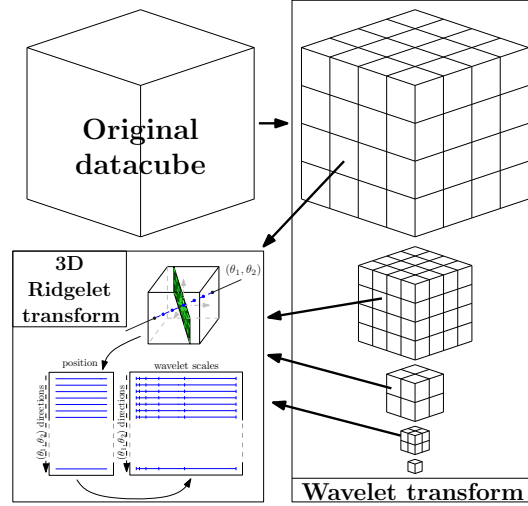 Original
datacube
3D
Ridgelet
transform
(θ₁, θ₂)
position
wavelet scales
(θ₁,θ₂) directions
(θ₁,θ₂) directions
Wavelet transform